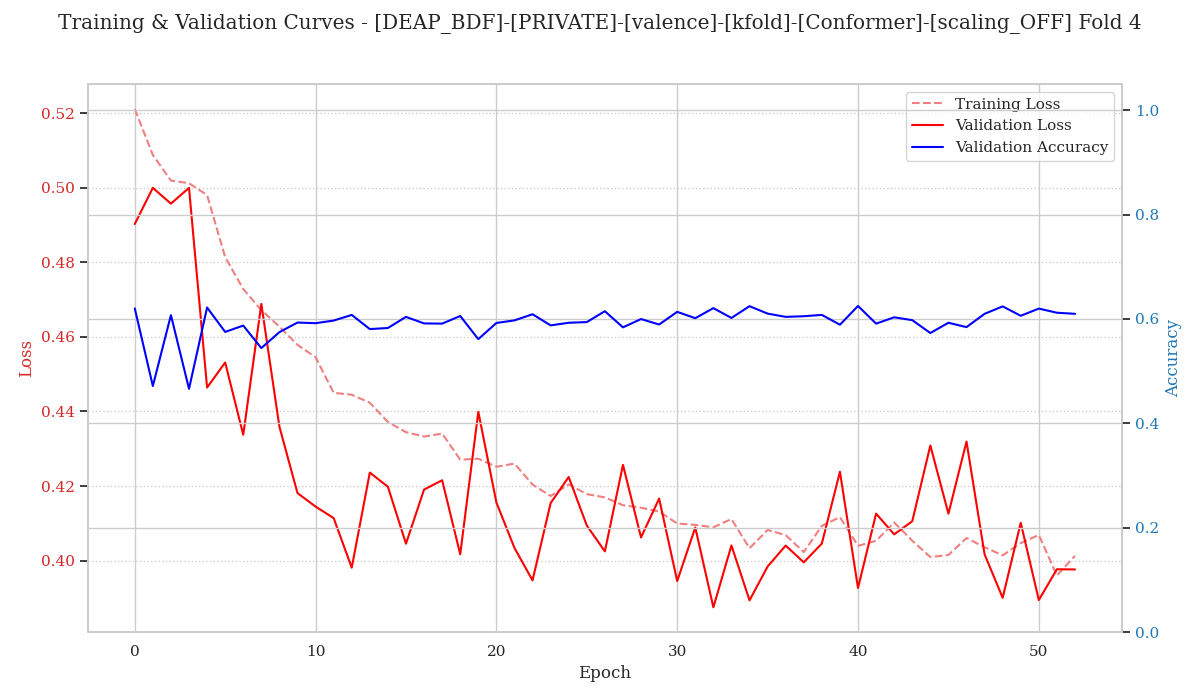 Training & Validation Curves - [DEAP_BDF]-[PRIVATE]-[valence]-[kfold]-[Conformer]-[scaling_OFF] Fold 4
Training Loss
Validation Loss
Validation Accuracy
Loss
0.52
0.50
0.48
0.46
0.44
0.42
0.40
1.0
0.8
0.6
0.4
0.2
0.0
Accuracy
0
10
20
30
40
50
Epoch